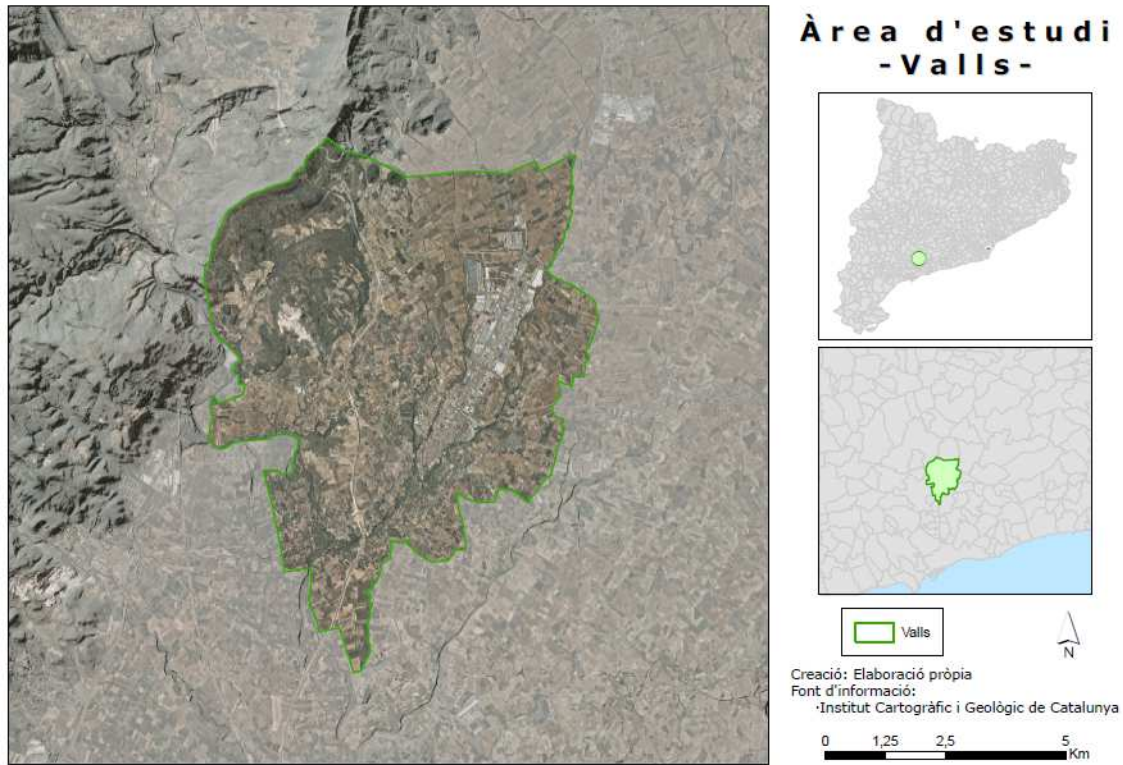 Àrea d'estudi
-Valls-
Valls
N
Creació: Elaboració pròpia
Font d'informació:
·Institut Cartogràfic i Geològic de Catalunya
0 1,25 2,5 5
Km